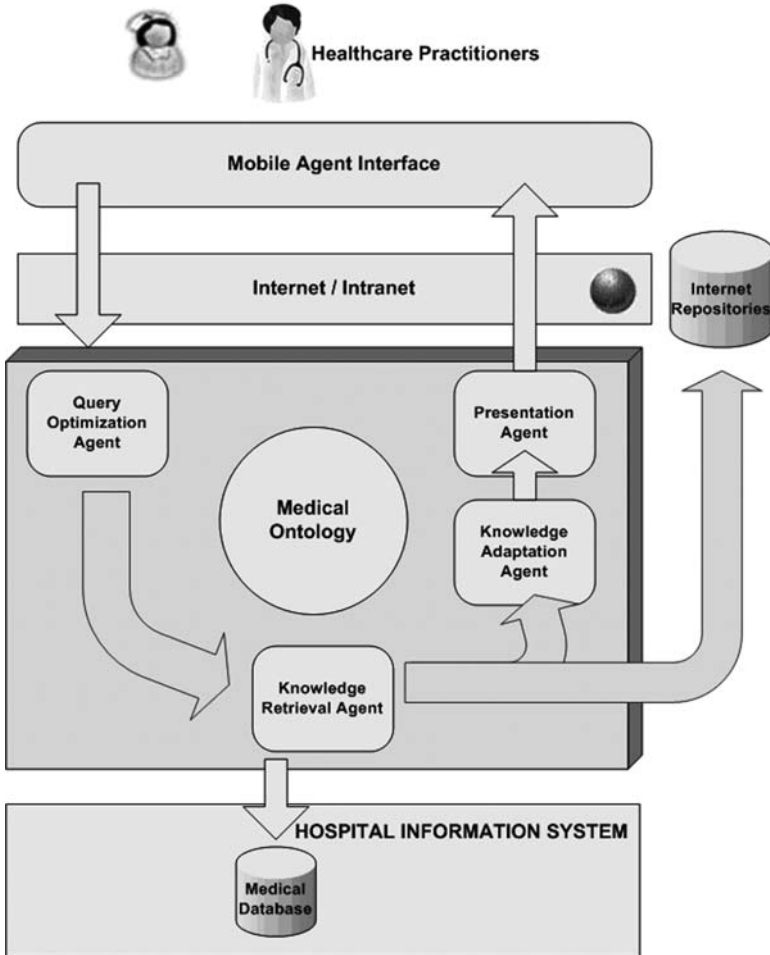 Healthcare Practitioners
Mobile Agent Interface
Internet / Intranet
Internet
Repositories
Query
Optimization
Agent
Presentation
Agent
Medical
Ontology
Knowledge
Adaptation
Agent
Knowledge
Retrieval Agent
HOSPITAL INFORMATION SYSTEM
Medical
Database